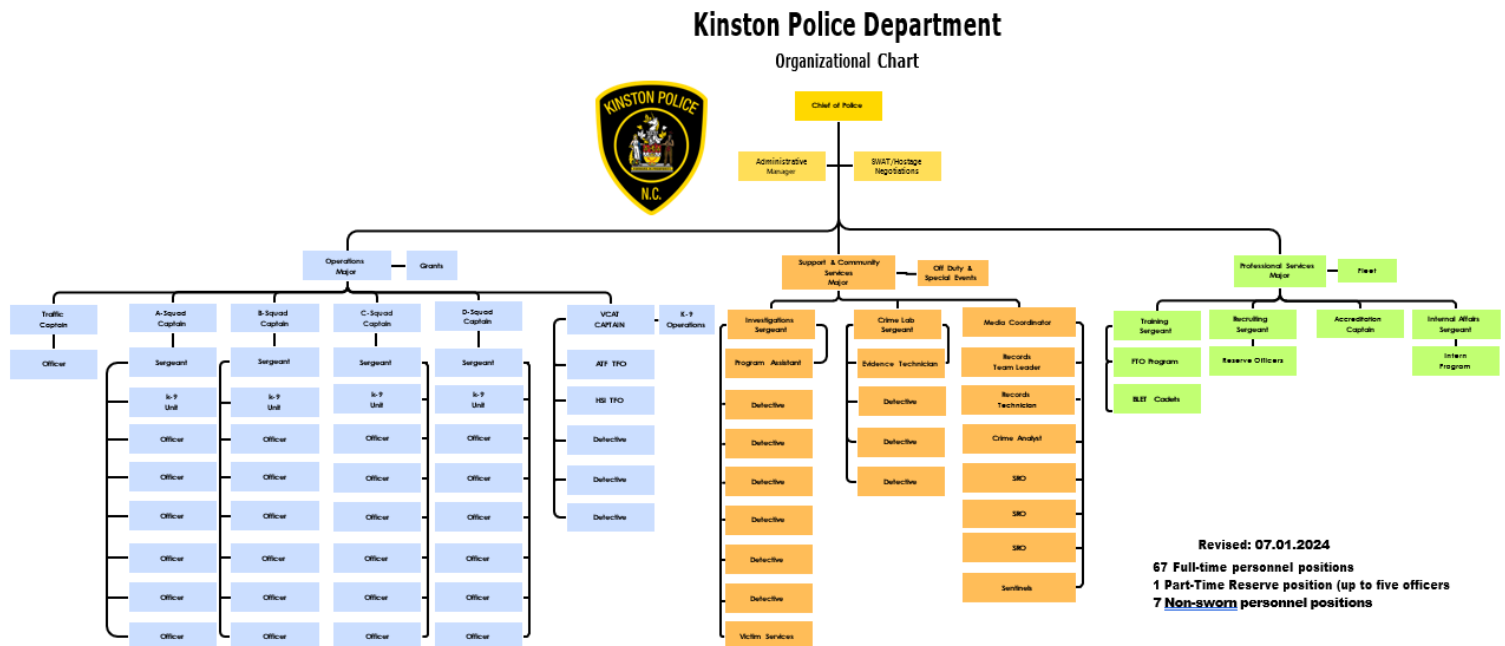 Kinston Police Department
Organizational Chart
KINSTON POLICE
N.C.
Chief of Police
Administrative
Manager
SWAT/Hostage
Negotiations
Operations
Major
Grants
Traffic
Captain
Officer
A-Squad
Captain
Sergeant
k-9
Unit
Officer
Officer
Officer
Officer
Officer
Officer
B-Squad
Captain
Sergeant
k-9
Unit
Officer
Officer
Officer
Officer
Officer
Officer
C-Squad
Captain
Sergeant
k-9
Unit
Officer
Officer
Officer
Officer
Officer
Officer
D-Squad
Captain
Sergeant
k-9
Unit
Officer
Officer
Officer
Officer
Officer
Officer
VCAT
CAPTAIN
K-9
Operations
ATF TFO
HSI TFO
Detective
Detective
Detective
Support & Community
Services
Major
Off Duty &
Special Events
Investigations
Sergeant
Program Assistant
Detective
Detective
Detective
Detective
Detective
Detective
Victim Services
Crime Lab
Sergeant
Evidence Technician
Detective
Detective
Detective
Media Coordinator
Records
Team Leader
Records
Technician
Crime Analyst
SRO
SRO
SRO
Sentinels
Professional Services
Major
Fleet
Training
Sergeant
FTO Program
BLET Cadets
Recruiting
Sergeant
Reserve Officers
Accreditation
Captain
Internal Affairs
Sergeant
Intern
Program
Revised: 07.01.2024
67 Full-time personnel positions
1 Part-Time Reserve position (up to five officers
7 Non-sworn personnel positions